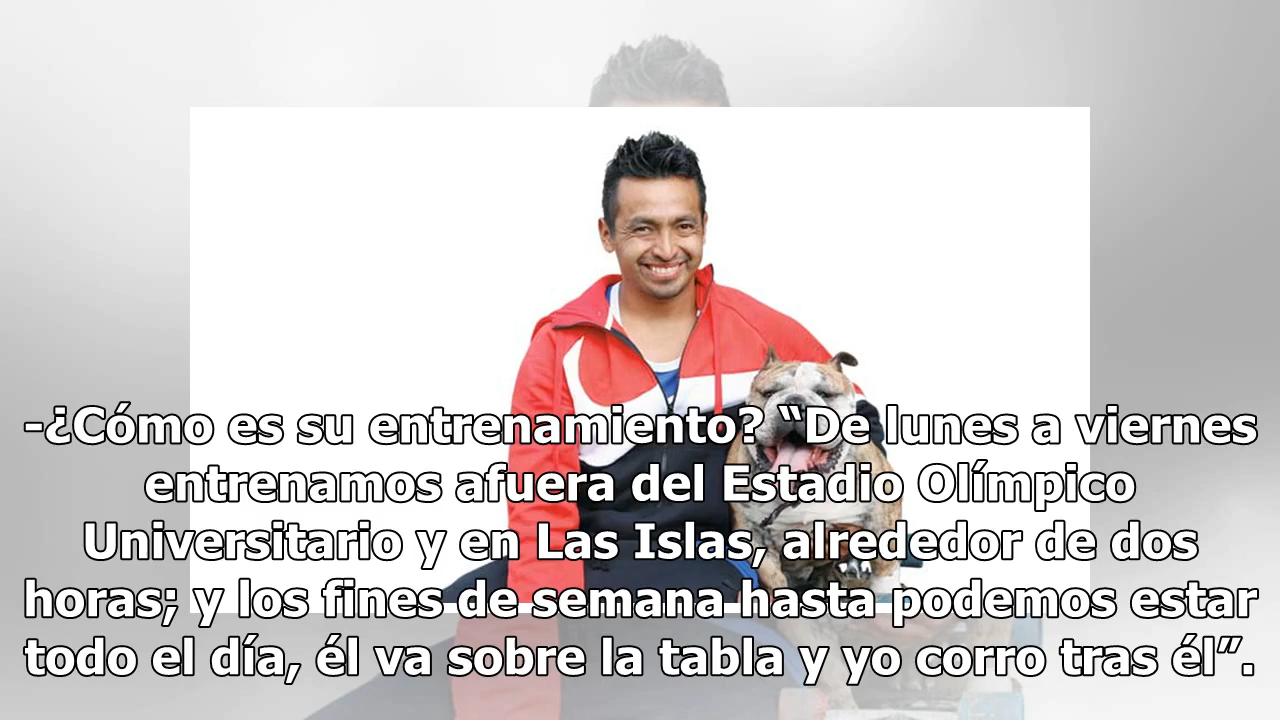 -¿Cómo es su entrenamiento? “De lunes a viernes
entrenamos afuera del Estadio Olímpico
Universitario y en Las Islas, alrededor de dos
horas; y los fines de semana hasta podemos estar
todo el día, él va sobre la tabla y yo corro tras él”.